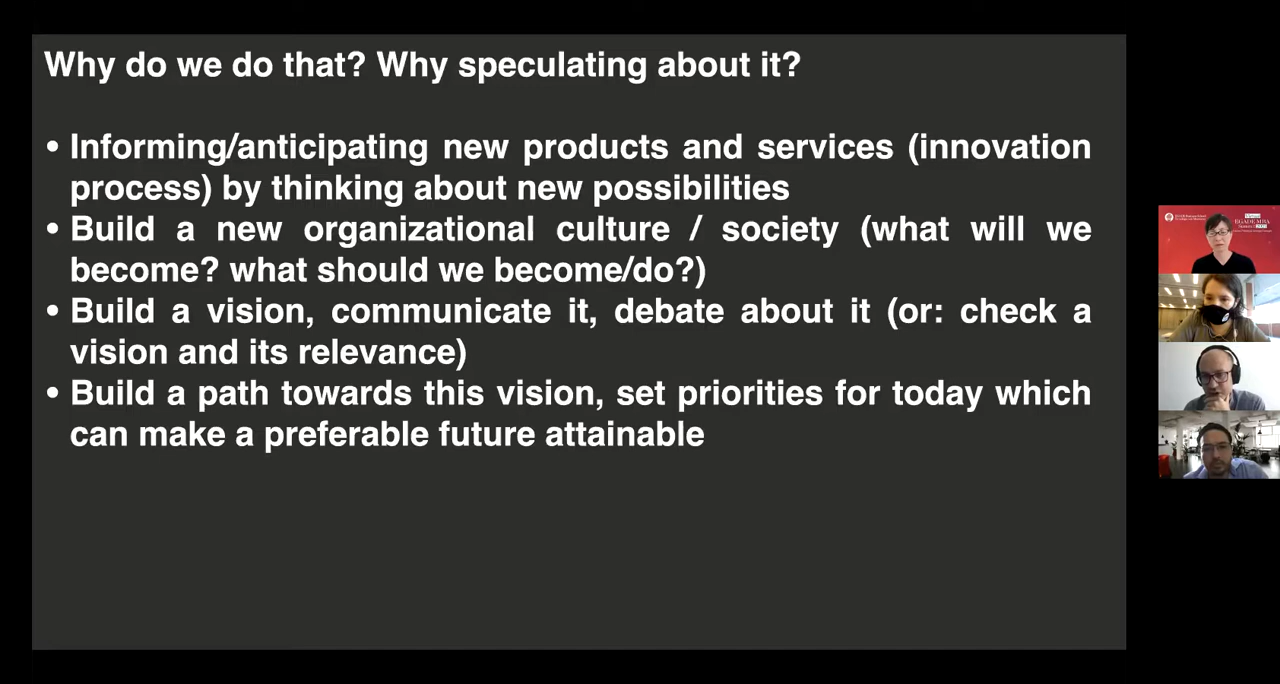 Why do we do that? Why speculating about it?
• Informing/anticipating new products and services (innovation
process) by thinking about new possibilities
• Build a new organizational culture / society (what will we
become? what should we become/do?)
• Build a vision, communicate it, debate about it (or: check a
vision and its relevance)
• Build a path towards this vision, set priorities for today which
can make a preferable future attainable
EGADE MBA